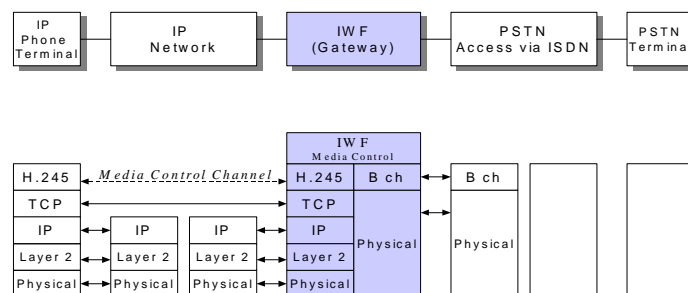 IP
Phone
Terminal
IP
Network
IWF
(Gateway)
PSTN
Access via ISDN
PSTN
Termina
IWF
Media Control
H.245
Media Control Channel
H.245
B ch
B ch
TCP
TCP
IP
IP
IP
IP
Physical
Physical
Layer 2
Layer 2
Layer 2
Layer 2
Physical
Physical
Physical
Physical